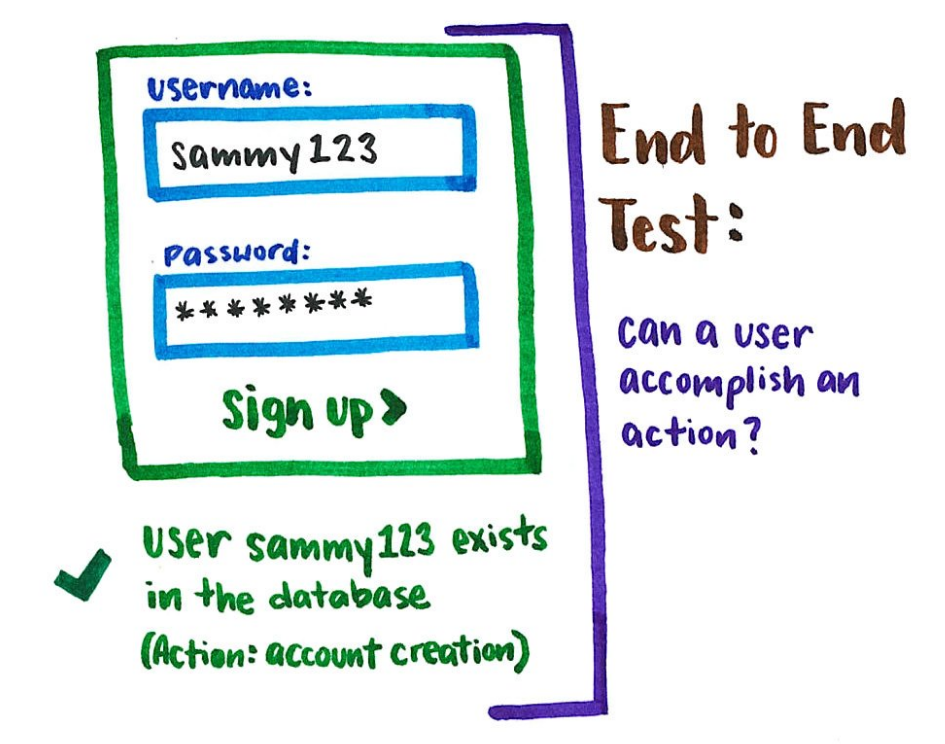 username:
sammy123
password:
********
Sign up >
user sammy123 exists
in the database
(Action: account creation)
End to End
Test:
can a user
accomplish an
action?